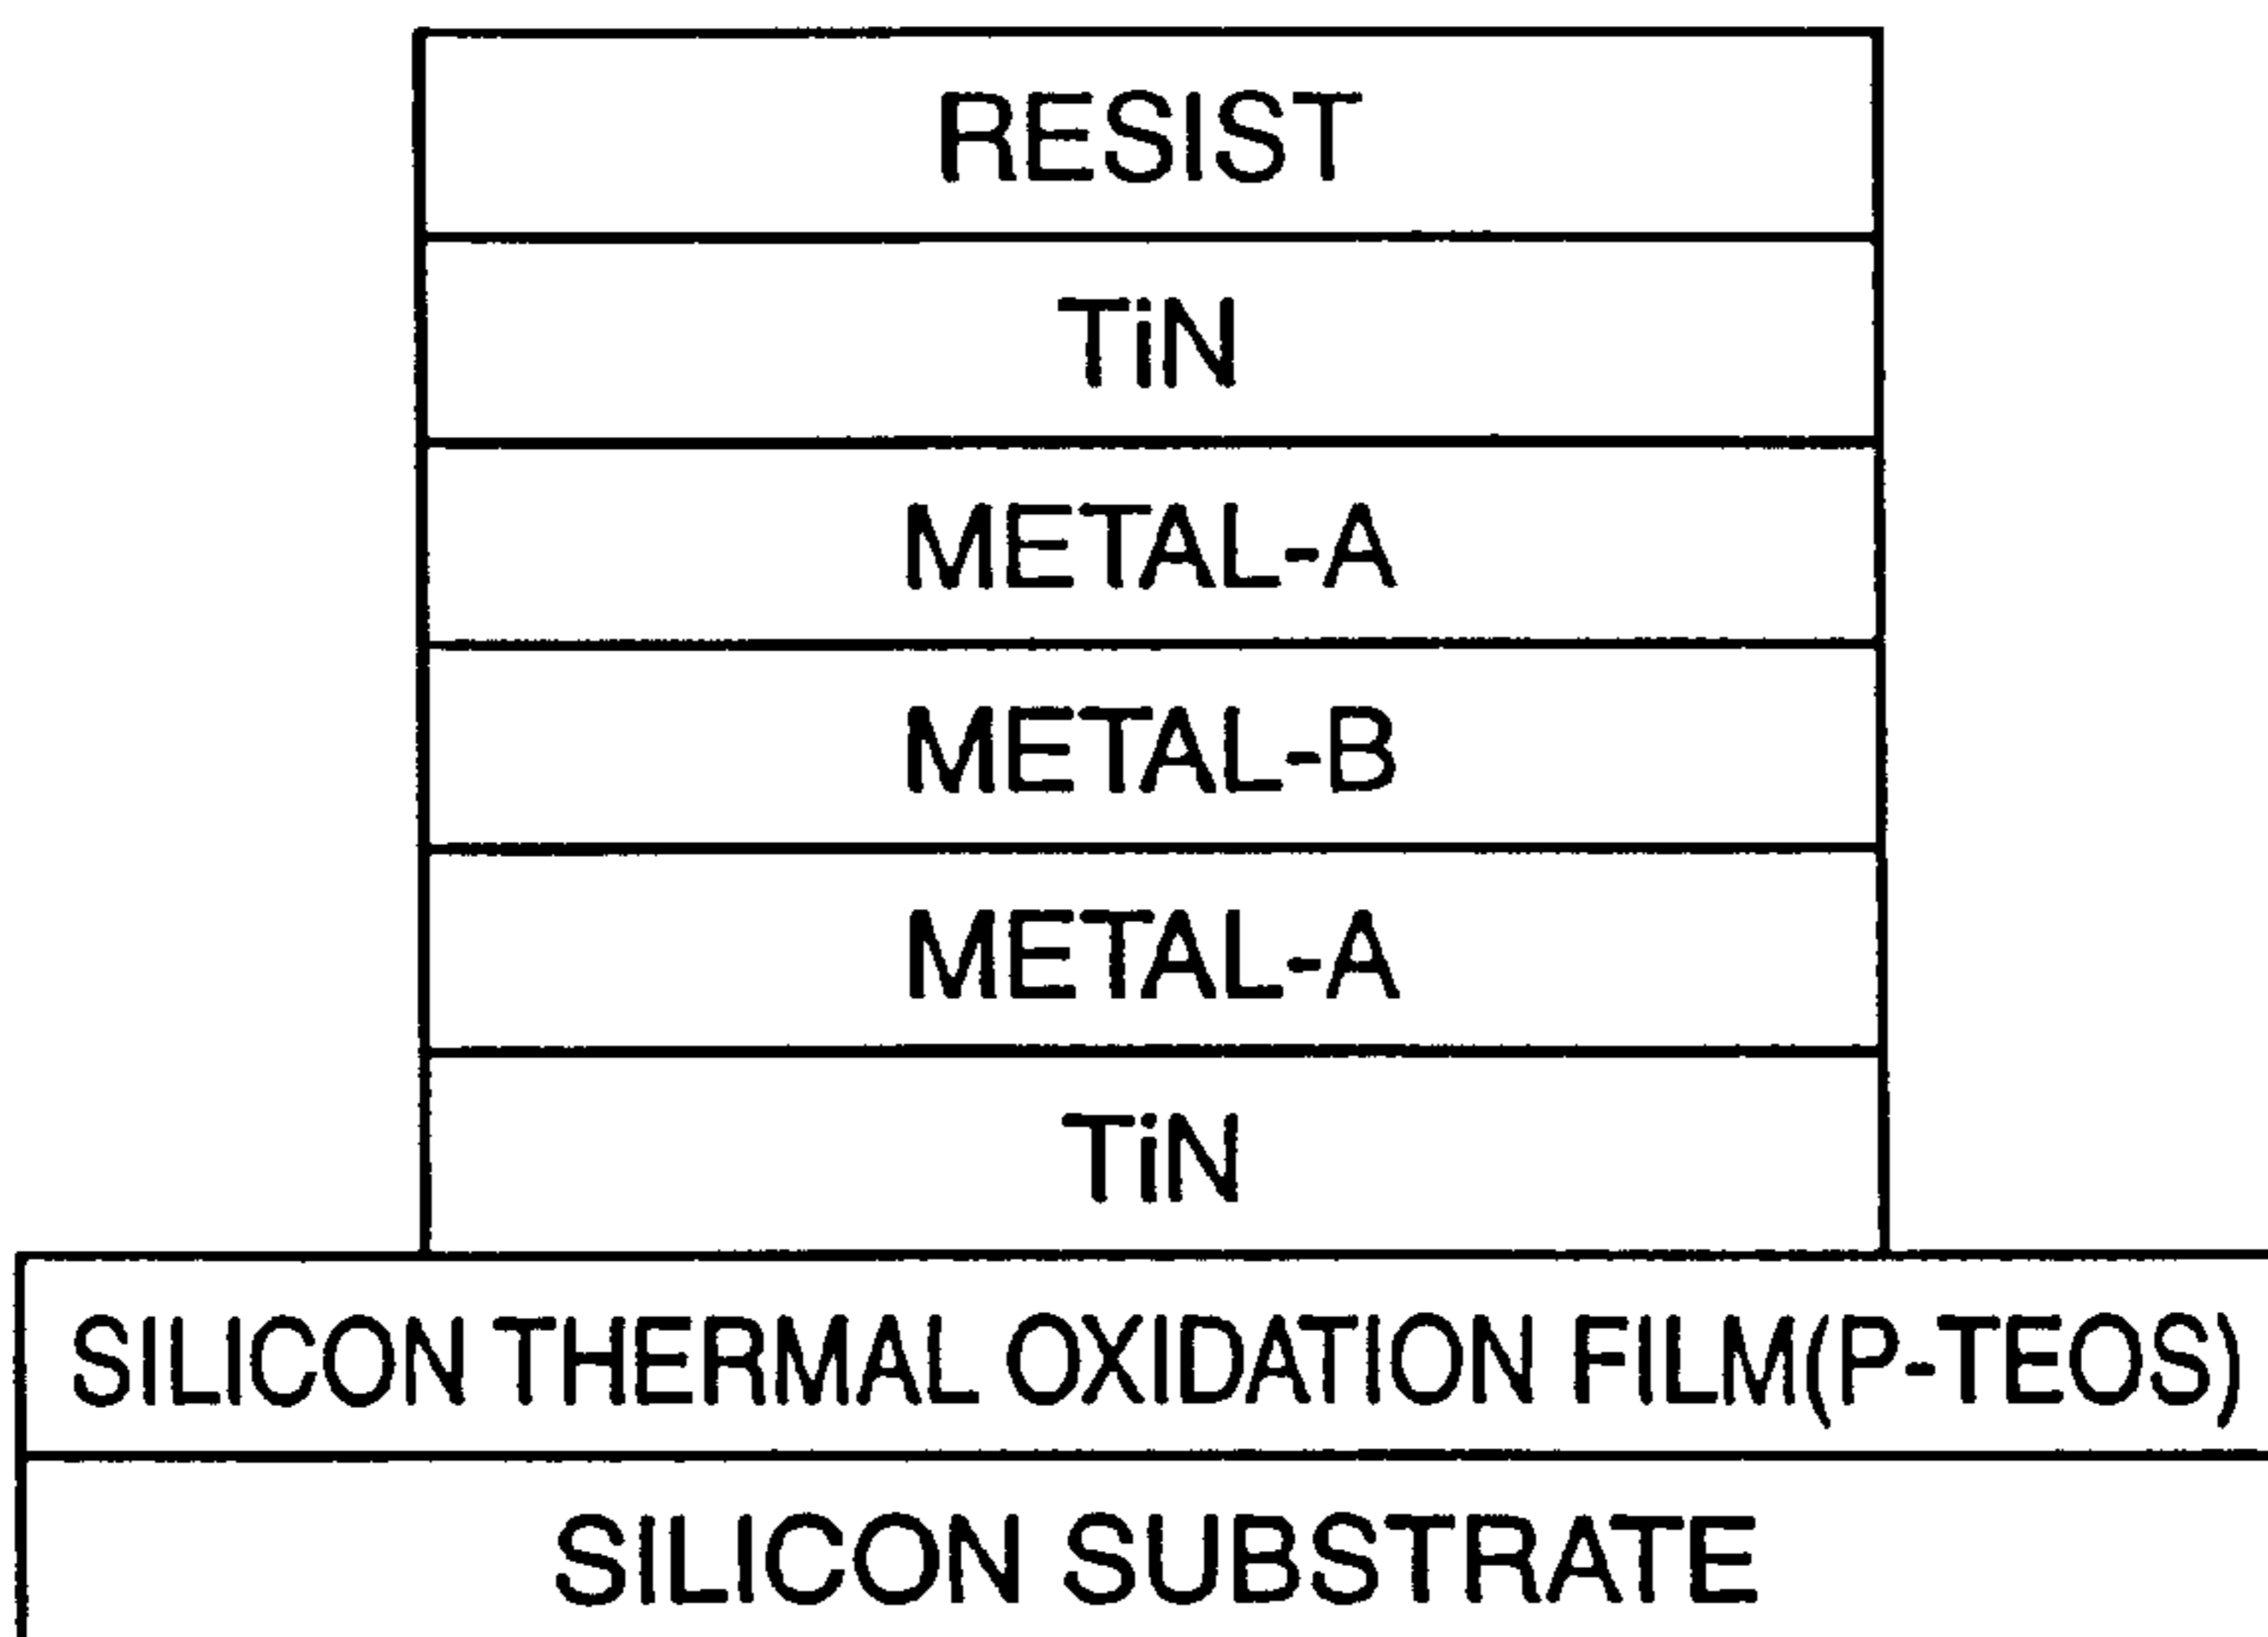 RESIST
TiN
METAL-A
METAL-B
METAL-A
TiN
SILICON THERMAL OXIDATION FILM(P-TEOS)
SILICON SUBSTRATE